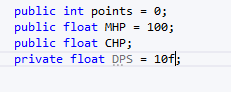 public int points = 0;
public float MHP = 100;
public float CHP;
private float DPS = 10f;